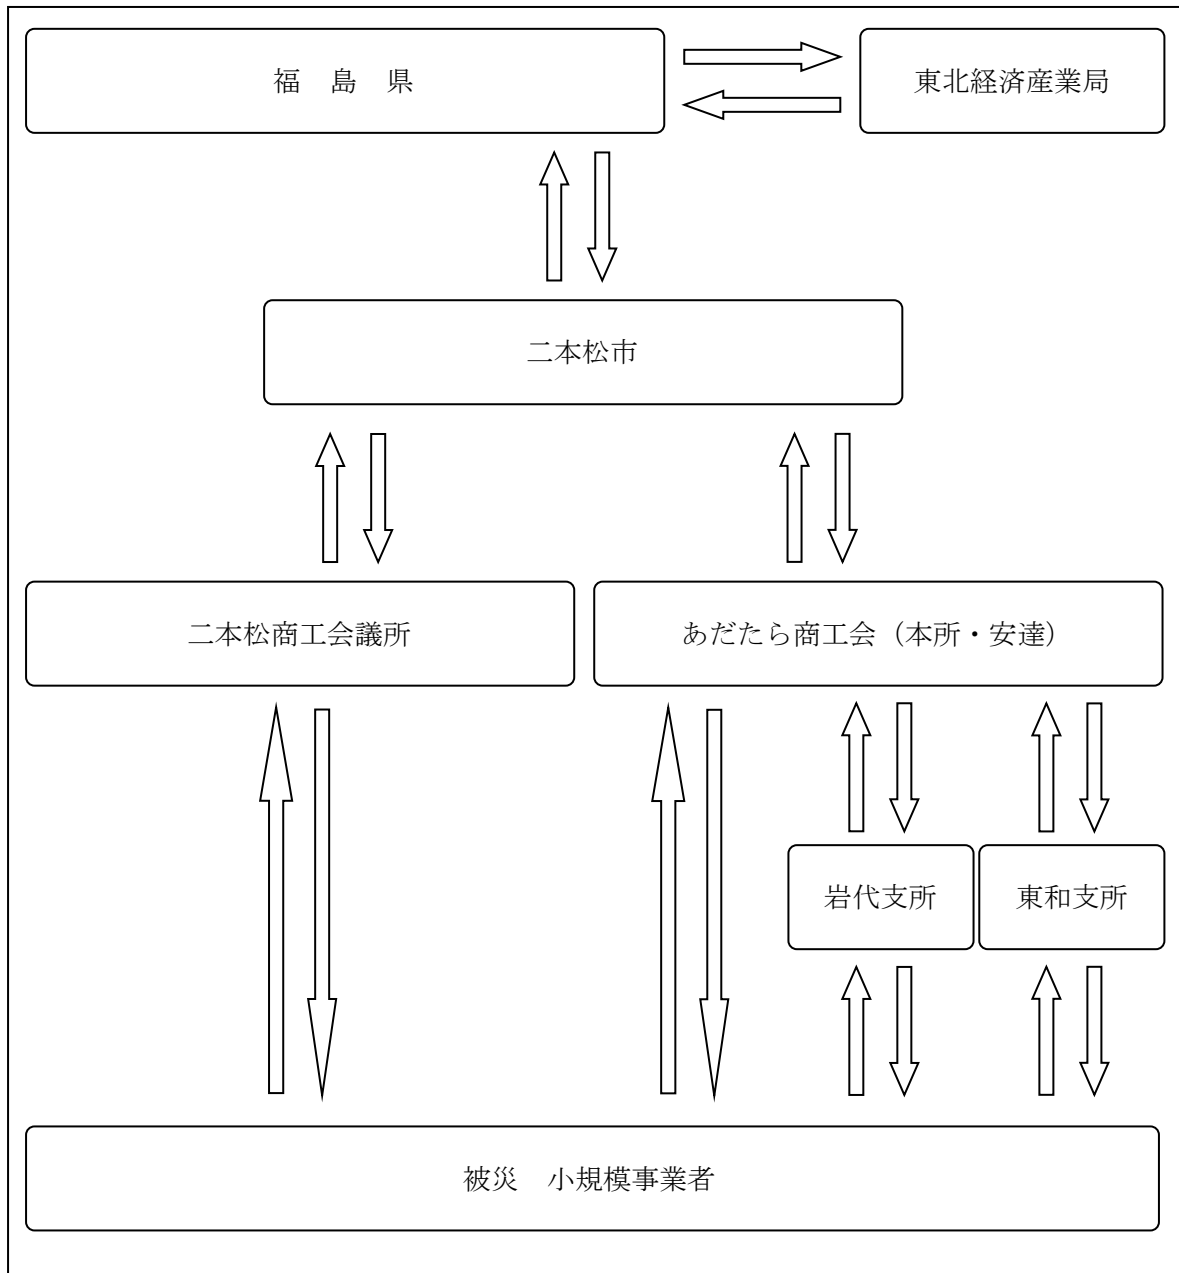 福　島　県
東北経済産業局
二本松市
二本松商工会議所
あだたら商工会（本所・安達）
岩代支所
東和支所
被災　小規模事業者